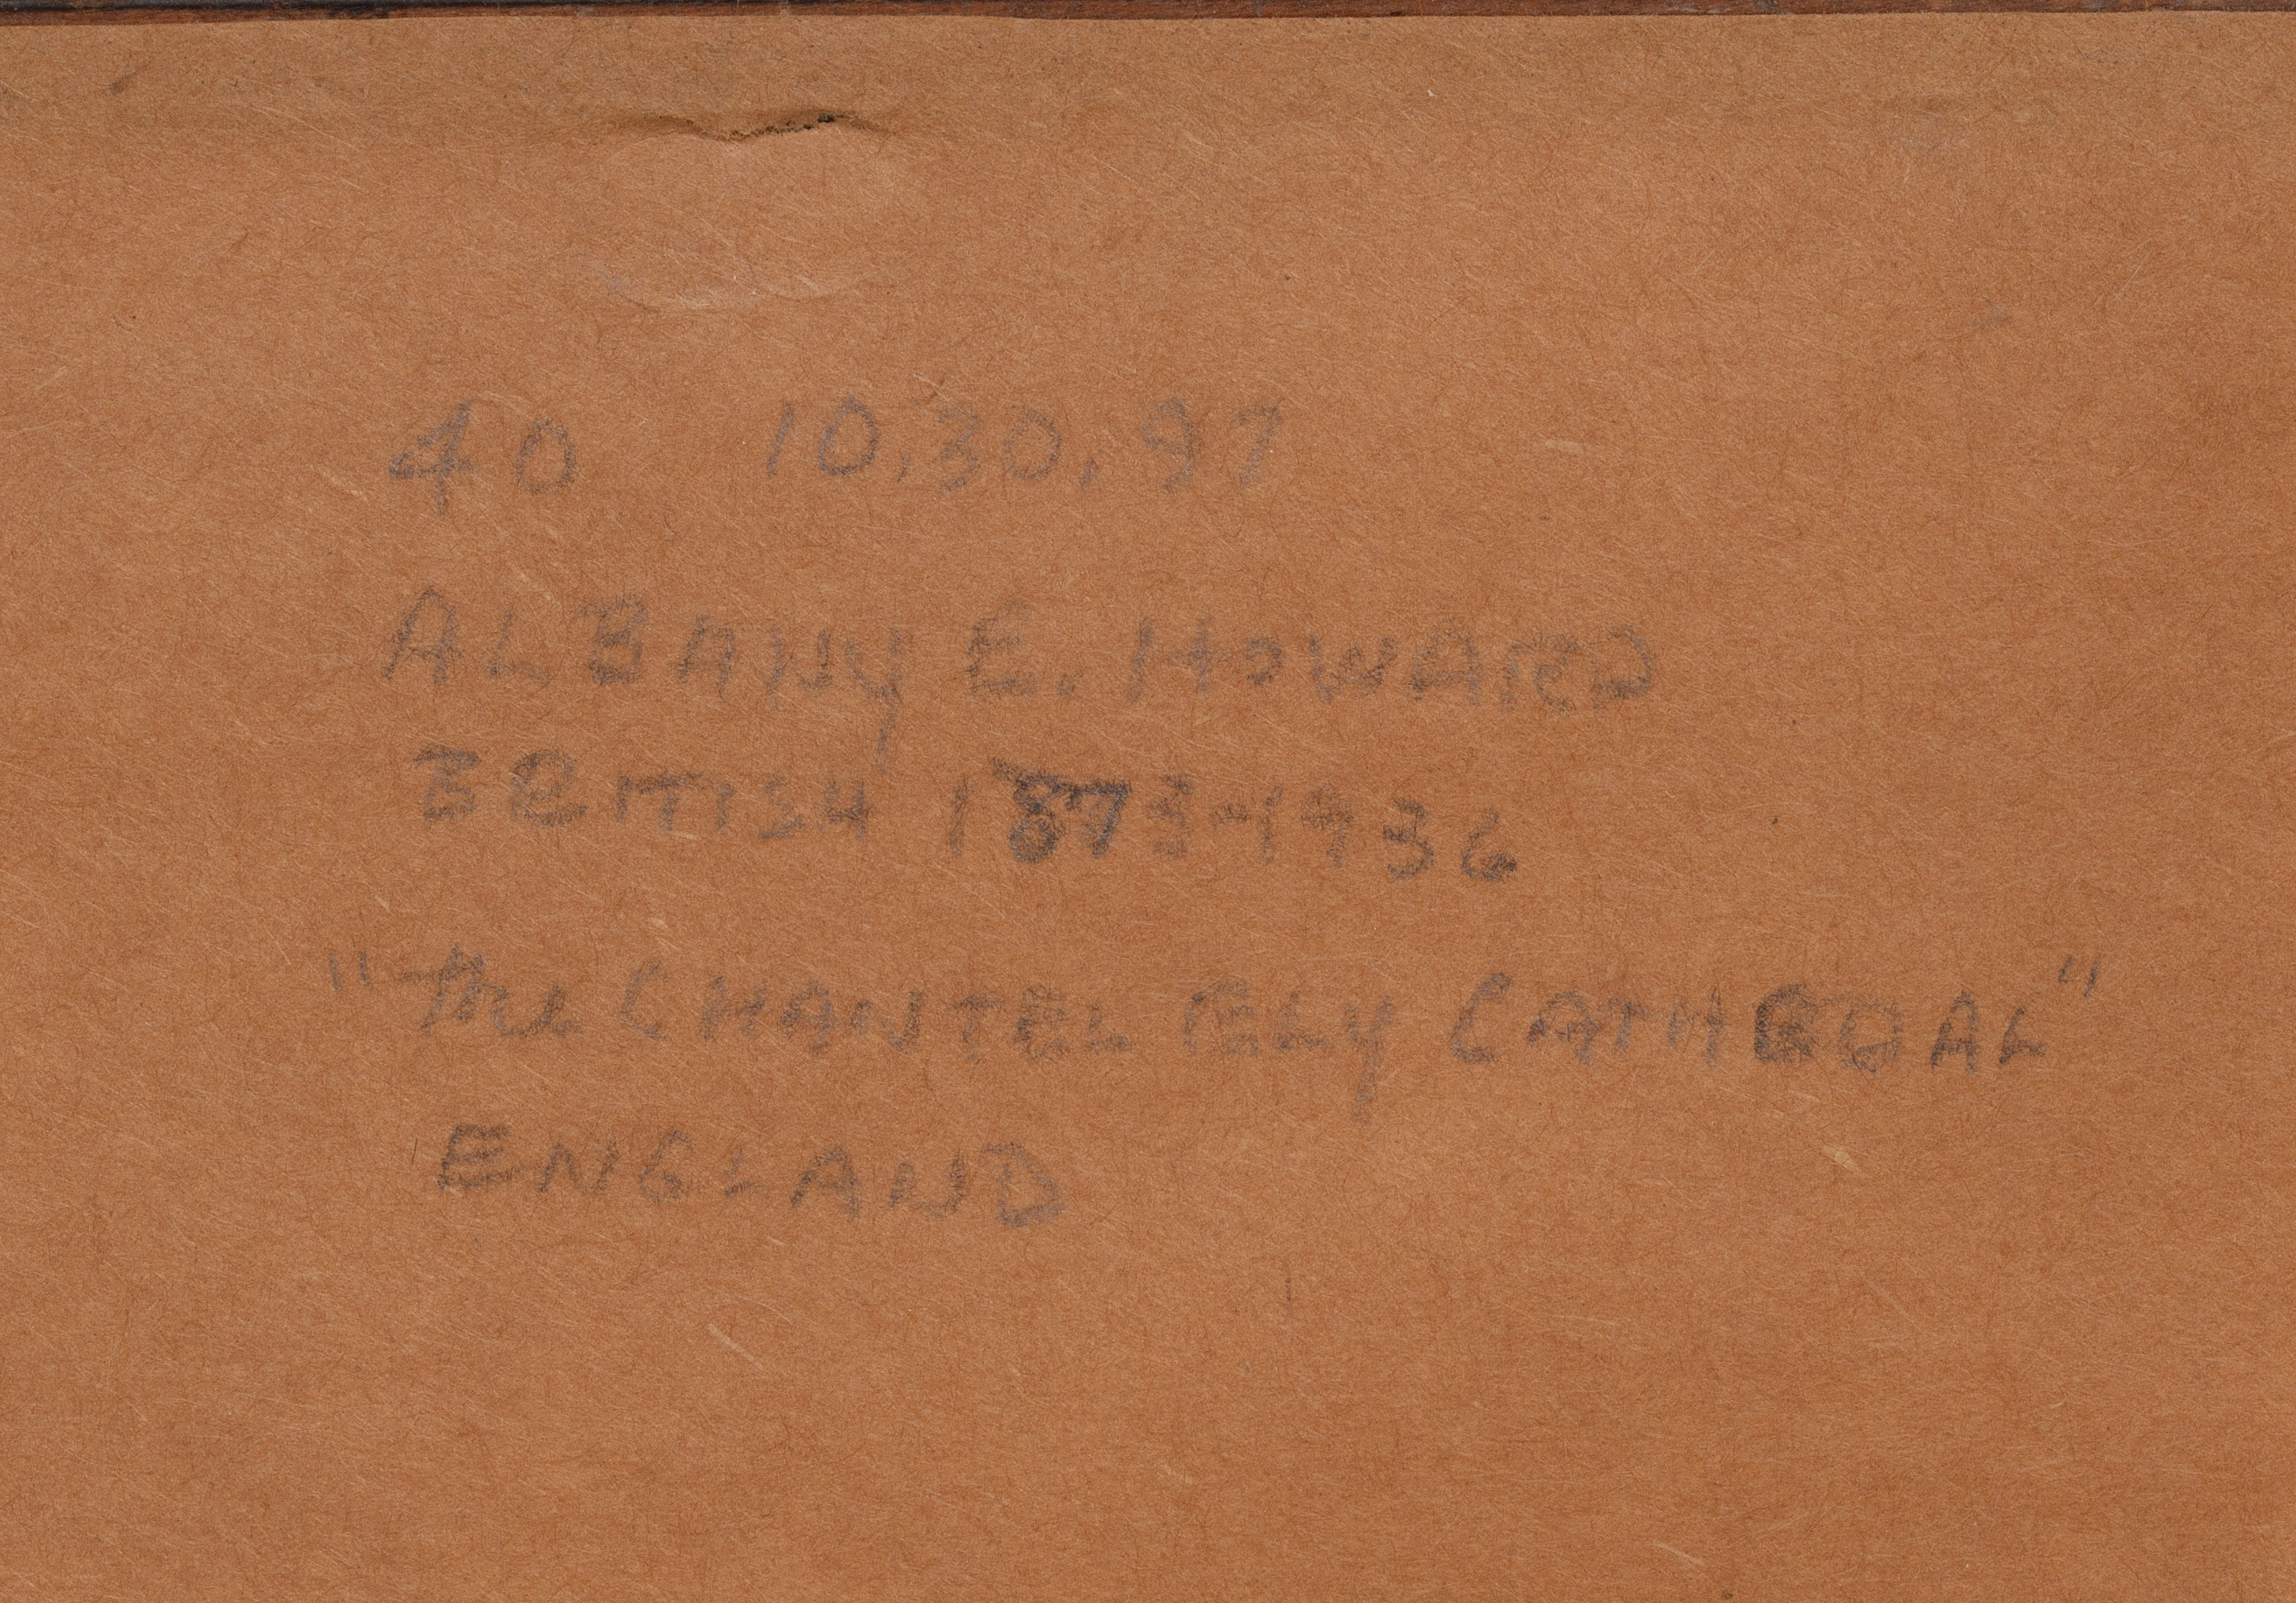 40 10.30.97
ALBANY E. HOWARD
BRITISH 1873-1936
"The CHANTEL ELY CATHEDAL"
ENGLAND